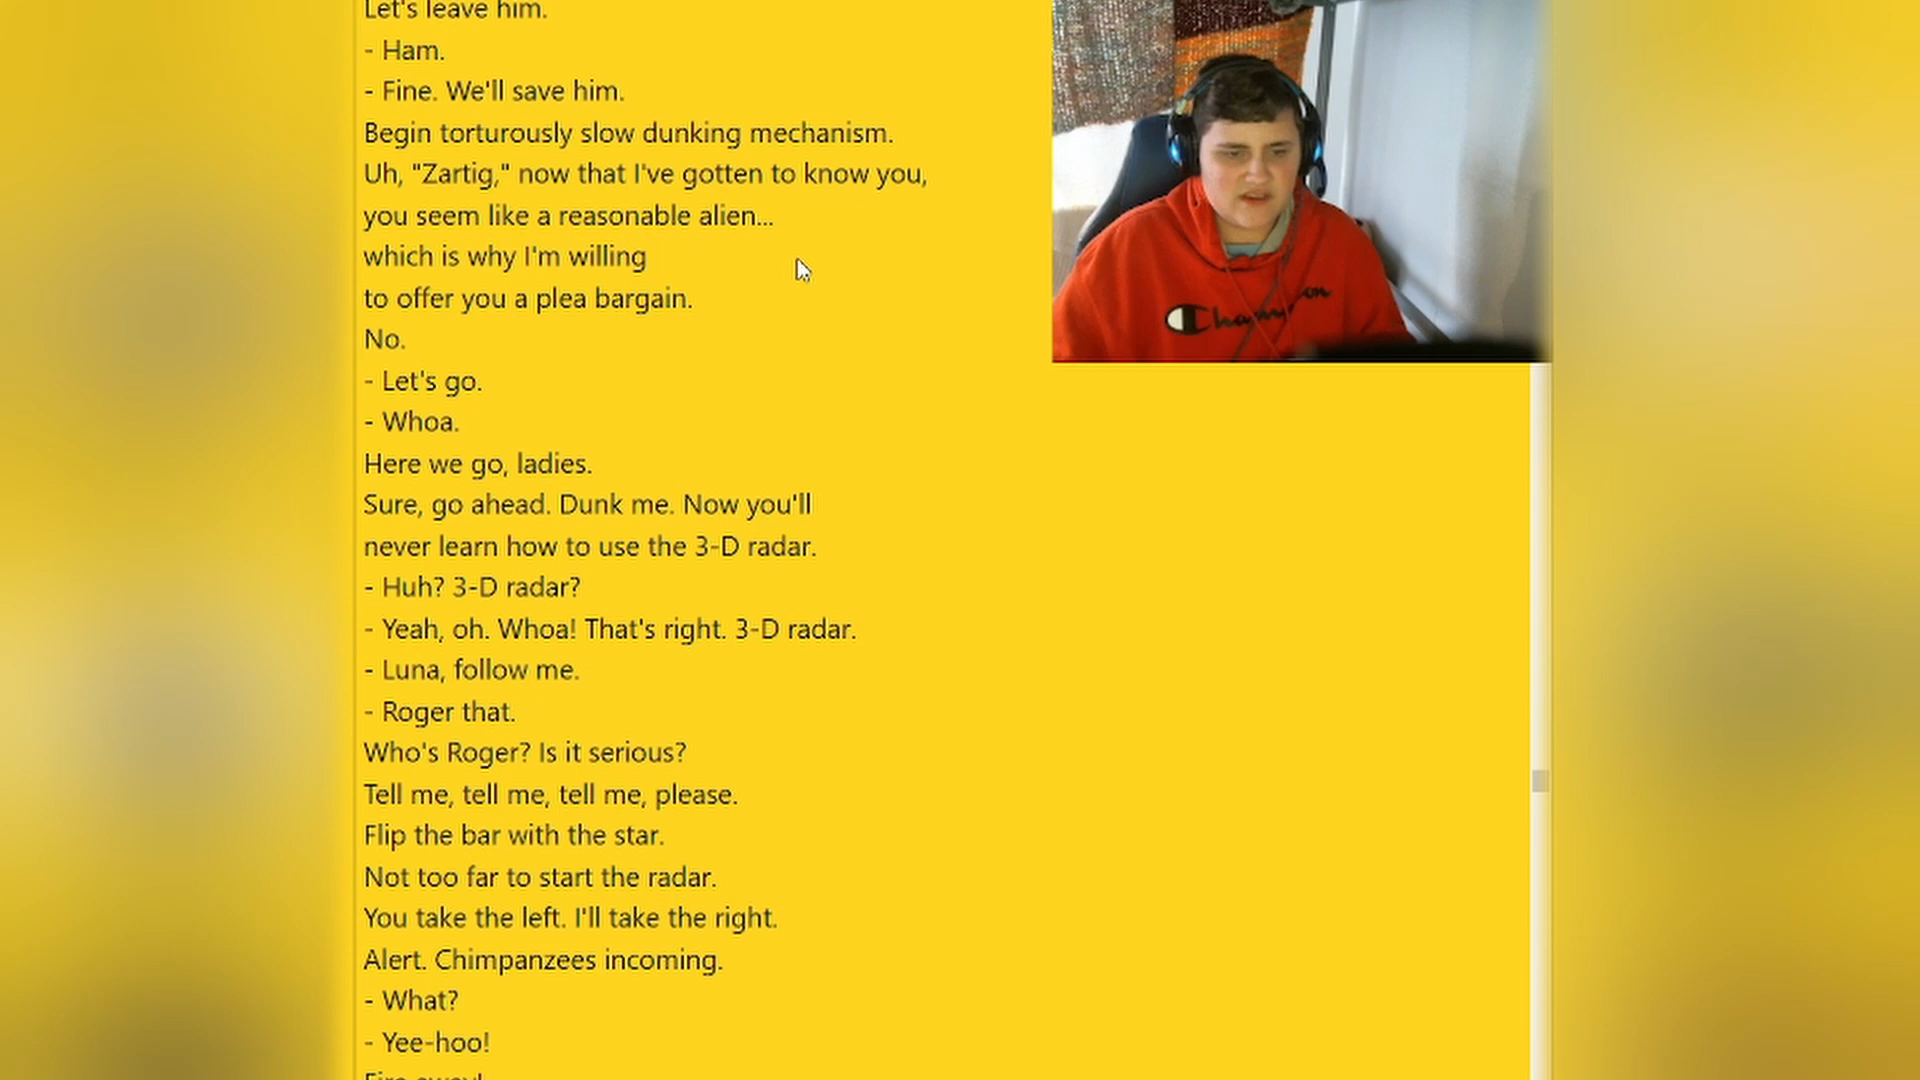 Let's leave him.
- Ham.
- Fine. We'll save him.
Begin torturously slow dunking mechanism.
Uh, "Zartig," now that I've gotten to know you,
you seem like a reasonable alien...
which is why I'm willing
to offer you a plea bargain.
No.
- Let's go.
- Whoa.
Here we go, ladies.
Sure, go ahead. Dunk me. Now you'll
never learn how to use the 3-D radar.
- Huh? 3-D radar?
- Yeah, oh. Whoa! That's right. 3-D radar.
- Luna, follow me.
- Roger that.
Who's Roger? Is it serious?
Tell me, tell me, tell me, please.
Flip the bar with the star.
Not too far to start the radar.
You take the left. I'll take the right.
Alert. Chimpanzees incoming.
- What?
- Yee-hoo!
Fire away!
Champion